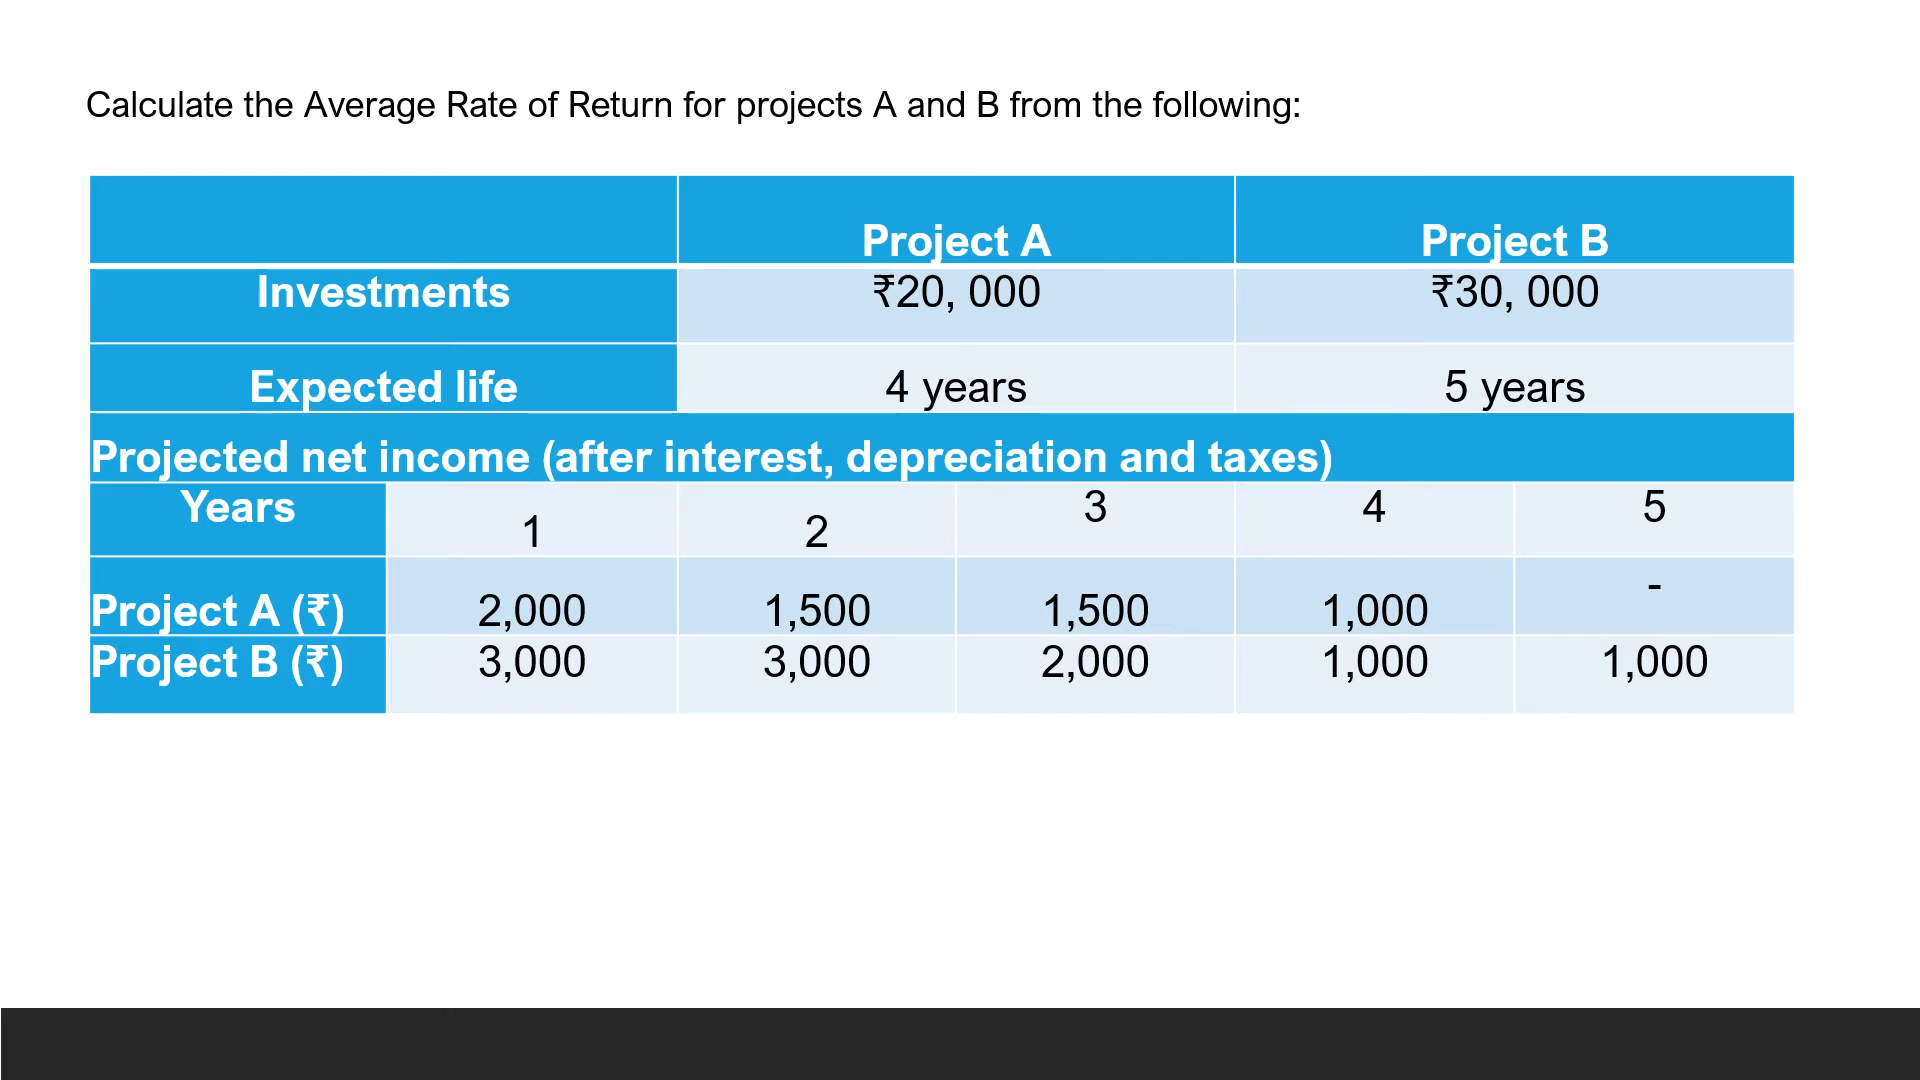 Calculate the Average Rate of Return for projects A and B from the following:
Project A Project B
Investments ₹20, 000 ₹30, 000
Expected life 4 years 5 years
Projected net income (after interest, depreciation and taxes)
Years 1 2 3 4 5
Project A (₹) 2,000 1,500 1,500 1,000 -
Project B (₹) 3,000 3,000 2,000 1,000 1,000